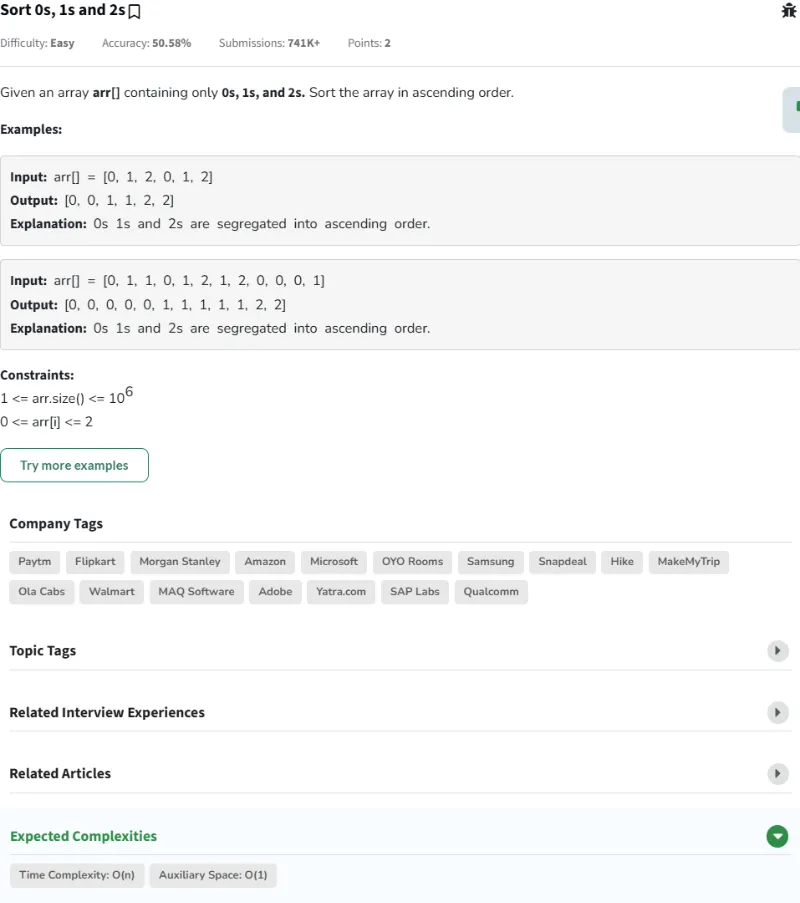 Sort 0s, 1s and 2s
Difficulty: Easy Accuracy: 50.58% Submissions: 741K+ Points: 2
Given an array arr[] containing only 0s, 1s, and 2s. Sort the array in ascending order.
Examples:
Input: arr[] = [0, 1, 2, 0, 1, 2]
Output: [0, 0, 1, 1, 2, 2]
Explanation: 0s 1s and 2s are segregated into ascending order.
Input: arr[] = [0, 1, 1, 0, 1, 2, 1, 2, 0, 0, 0, 1]
Output: [0, 0, 0, 0, 0, 1, 1, 1, 1, 1, 2, 2]
Explanation: 0s 1s and 2s are segregated into ascending order.
Constraints:
1 <= arr.size() <= 10^6
0 <= arr[i] <= 2
Try more examples
Company Tags
Paytm Flipkart Morgan Stanley Amazon Microsoft OYO Rooms Samsung Snapdeal Hike MakeMyTrip
Ola Cabs Walmart MAQ Software Adobe Yatra.com SAP Labs Qualcomm
Topic Tags
Related Interview Experiences
Related Articles
Expected Complexities
Time Complexity: O(n) Auxiliary Space: O(1)